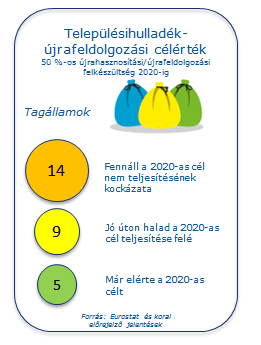 Településihulladék-
újrafeldolgozási célérték
50 %-os újrahasznosítási/újrafeldolgozási
felkészültség 2020-ig
Tagállamok
14
Fennáll a 2020-as cél
nem teljesítésének
kockázata
9
Jó úton halad a 2020-as
cél teljesítése felé
5
Már elérte a 2020-as
célt
Forrás: Eurostat és korai
előrejelző jelentések